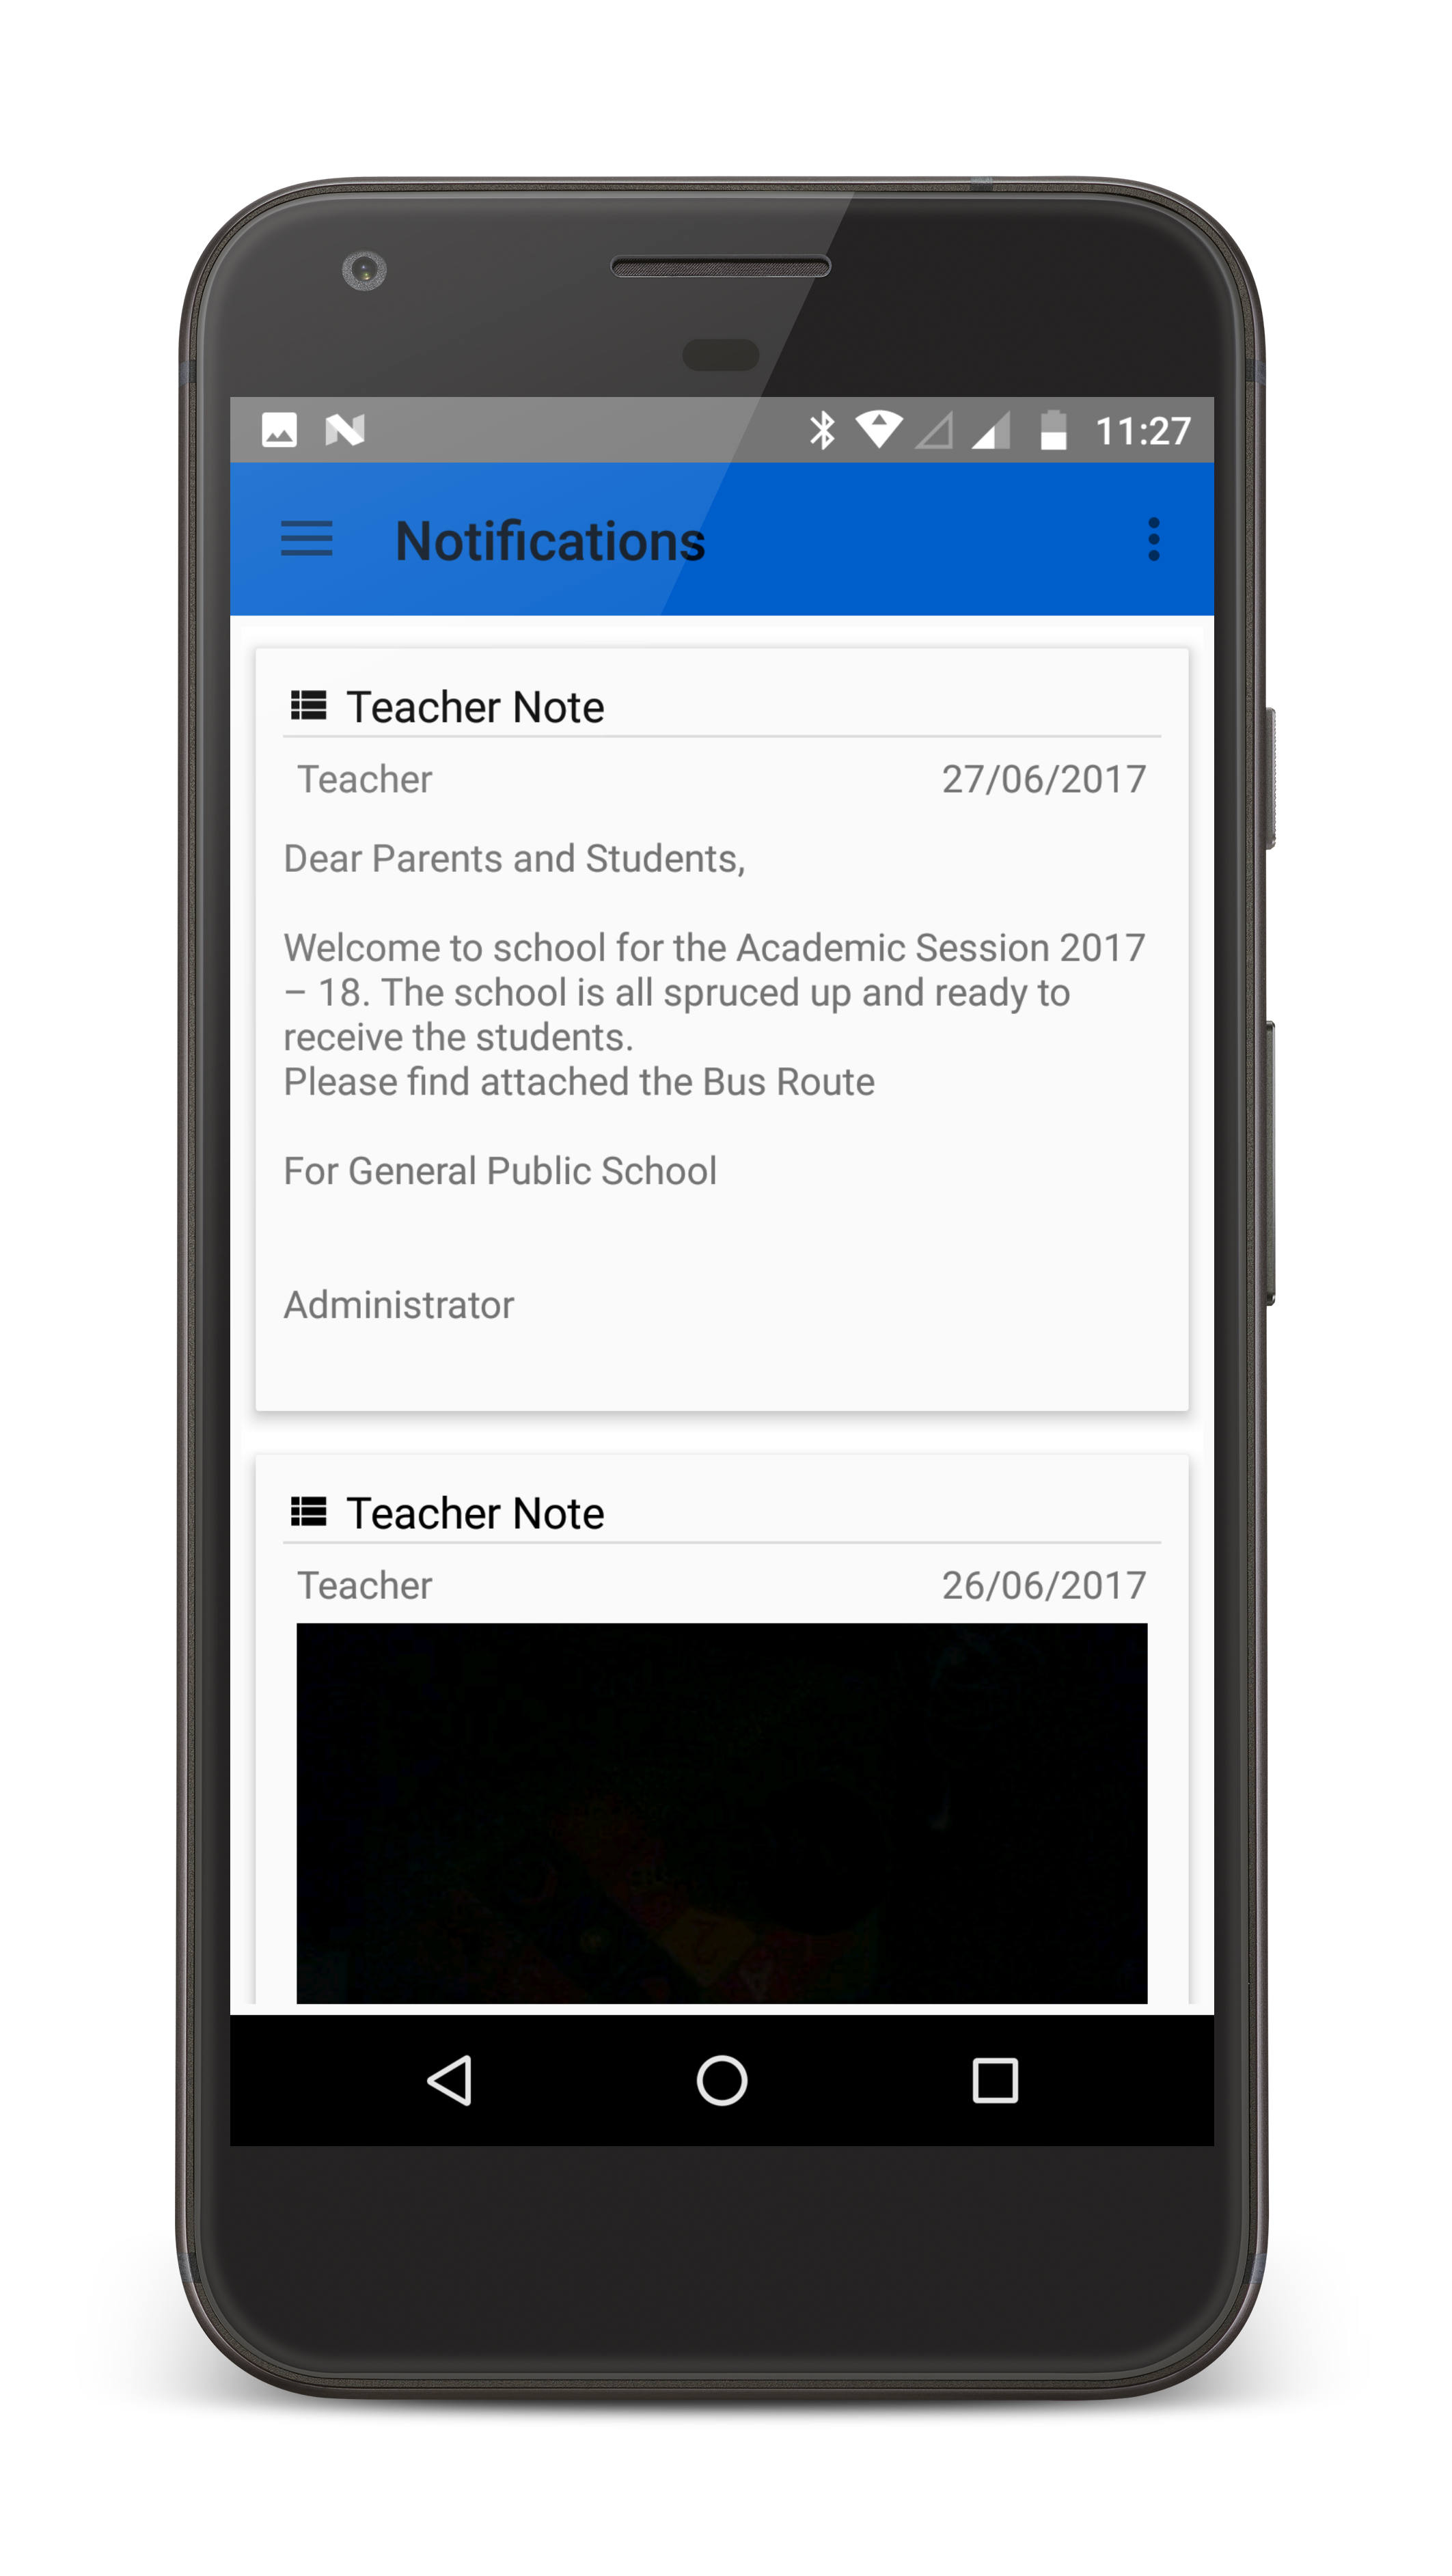 11:27
Notifications
Teacher Note
Teacher 27/06/2017
Dear Parents and Students,
Welcome to school for the Academic Session 2017
– 18. The school is all spruced up and ready to
receive the students.
Please find attached the Bus Route
For General Public School
Administrator
Teacher Note
Teacher 26/06/2017